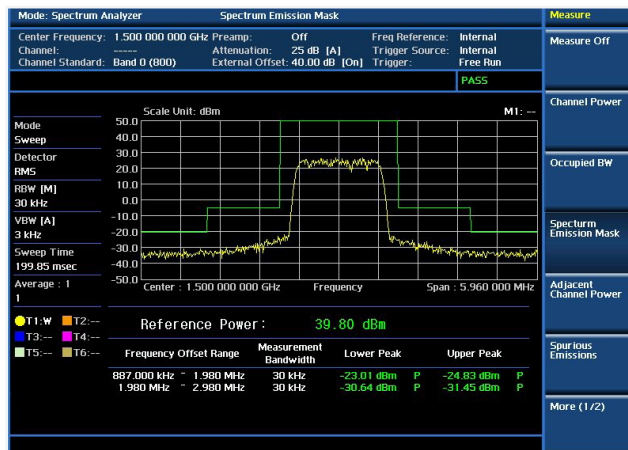 Mode: Spectrum Analyzer Spectrum Emission Mask Measure
Center Frequency: 1.500 000 000 GHz Preamp: Off Freq Reference: Internal
Channel: ----- Attenuation: 25 dB [A] Trigger Source: Internal
Channel Standard: Band 0 (800) External Offset: 40.00 dB [On] Trigger: Free Run
PASS
Measure Off
Channel Power
Occupied BW
Specturm
Emission Mask
Adjacent
Channel Power
Spurious
Emissions
More (1/2)
Mode
Sweep
Detector
RMS
RBW [M]
30 kHz
VBW [A]
3 kHz
Sweep Time
199.85 msec
Average : 1
1
T1:W T2:--
T3:-- T4:--
T5:-- T6:--
Scale Unit: dBm M1: --
50.0
40.0
30.0
20.0
10.0
0.0
-10.0
-20.0
-30.0
-40.0
-50.0
Center : 1.500 000 000 GHz Frequency Span : 5.960 000 MHz
Reference Power: 39.80 dBm
Frequency Offset Range Measurement Bandwidth Lower Peak Upper Peak
887.000 kHz ~ 1.980 MHz 30 kHz -23.01 dBm P -24.83 dBm P
1.980 MHz ~ 2.980 MHz 30 kHz -30.64 dBm P -31.45 dBm P